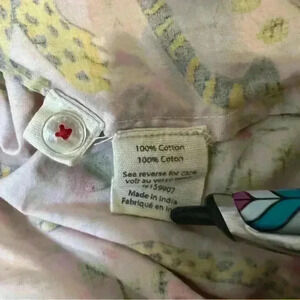 100% Cotton
100% Coton
See reverse for care
voir au verso
Made in India
Fabriqué en